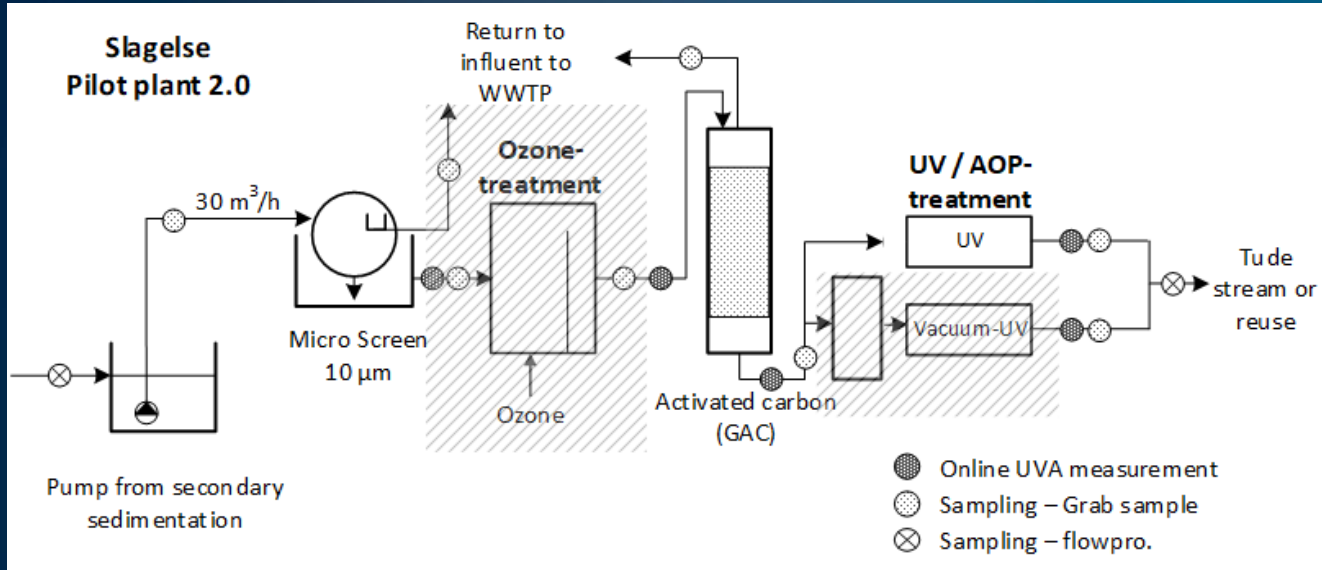 Slagelse
Pilot plant 2.0
Return to
influent to
WWTP
30 m³/h
Ozone-
treatment
UV / AOP-
treatment
UV
Vacuum-UV
Tude
stream or
reuse
Micro Screen
10 µm
Ozone
Activated carbon
(GAC)
Pump from secondary
sedimentation
Online UVA measurement
Sampling – Grab sample
Sampling – flowpro.